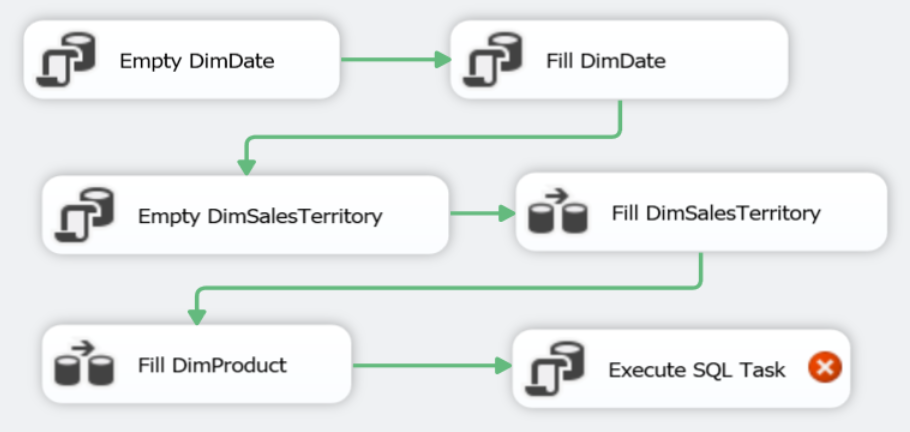 Empty DimDate
Fill DimDate
Empty DimSalesTerritory
Fill DimSalesTerritory
Fill DimProduct
Execute SQL Task